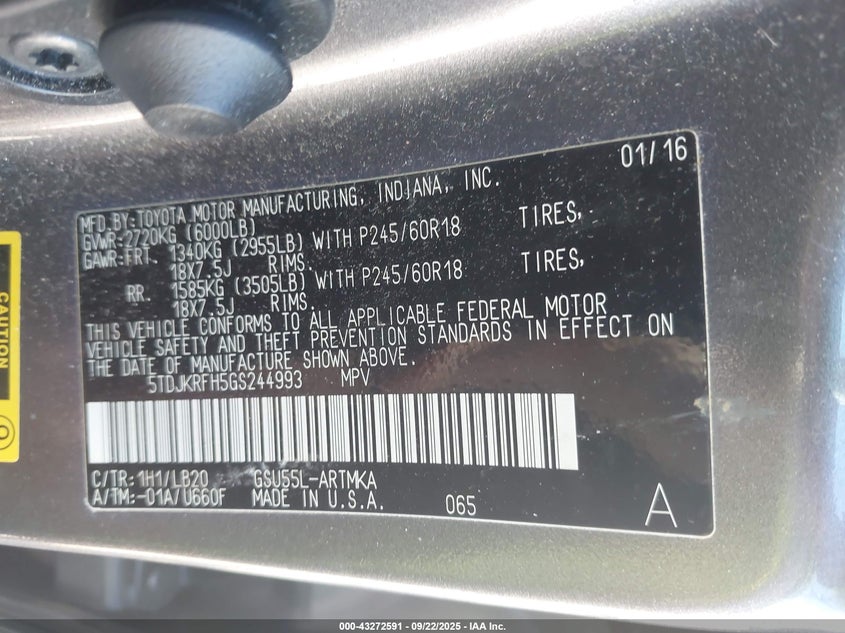 01/16
MFD.BY:TOYOTA MOTOR MANUFACTURING, INDIANA, INC.
GVWR:2720KG (6000LB)
GAWR:FRT. 1340KG (2955LB) WITH P245/60R18 TIRES,
18X7.5J RIMS.
RR. 1585KG (3505LB) WITH P245/60R18 TIRES,
18X7.5J RIMS.
THIS VEHICLE CONFORMS TO ALL APPLICABLE FEDERAL MOTOR
VEHICLE SAFETY AND THEFT PREVENTION STANDARDS IN EFFECT ON
THE DATE OF MANUFACTURE SHOWN ABOVE.
5TDJKRFH5GS244993 MPV
C/TR: 1H1/LB20 GSU55L-ARTMKA
A/TM:-01A/U660F MADE IN U.S.A. 065 A
CAUTION
000-43272591 - 09/22/2025 - IAA Inc.